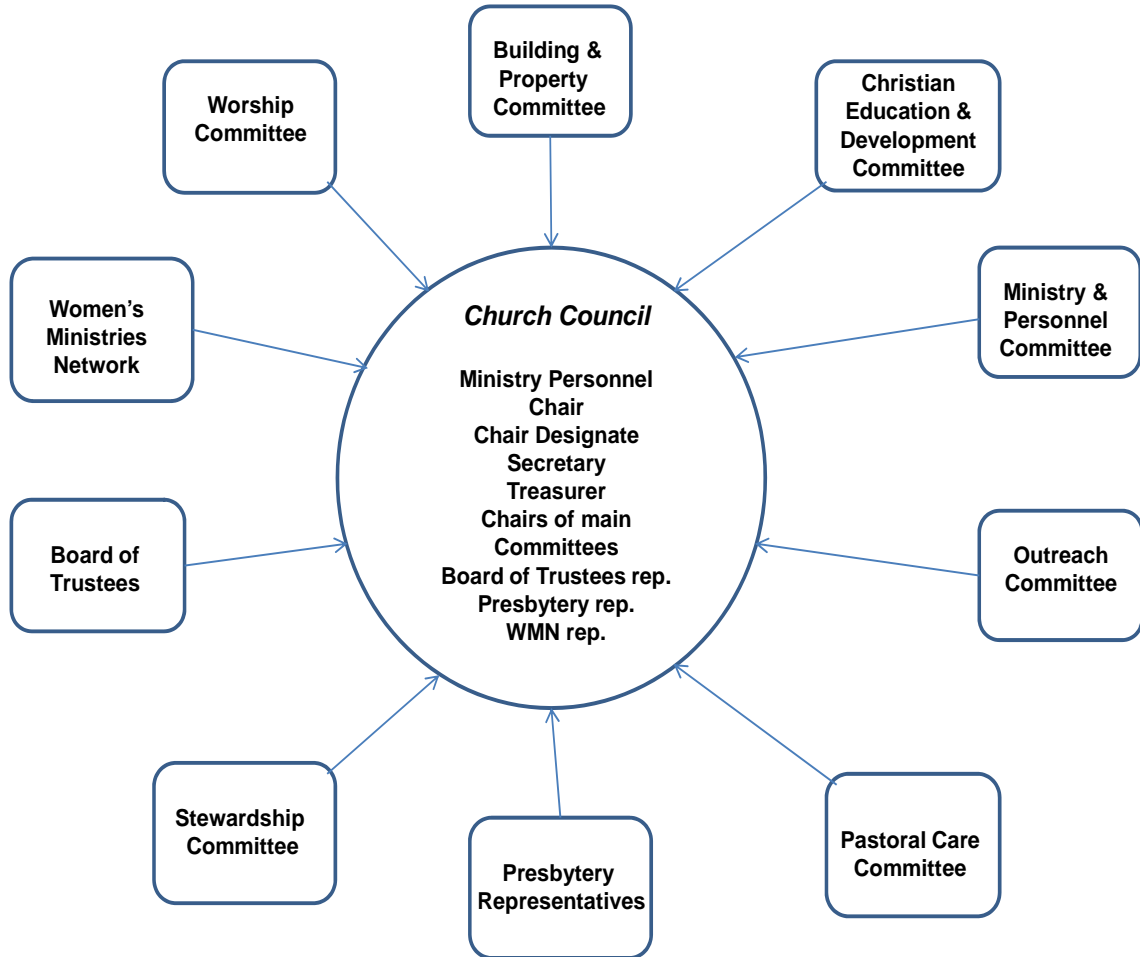 Building &
Property
Committee
Worship
Committee
Christian
Education &
Development
Committee
Women's
Ministries
Network
Ministry &
Personnel
Committee
Church Council
Ministry Personnel
Chair
Chair Designate
Secretary
Treasurer
Chairs of main
Committees
Board of Trustees rep.
Presbytery rep.
WMN rep.
Board of
Trustees
Outreach
Committee
Stewardship
Committee
Presbytery
Representatives
Pastoral Care
Committee